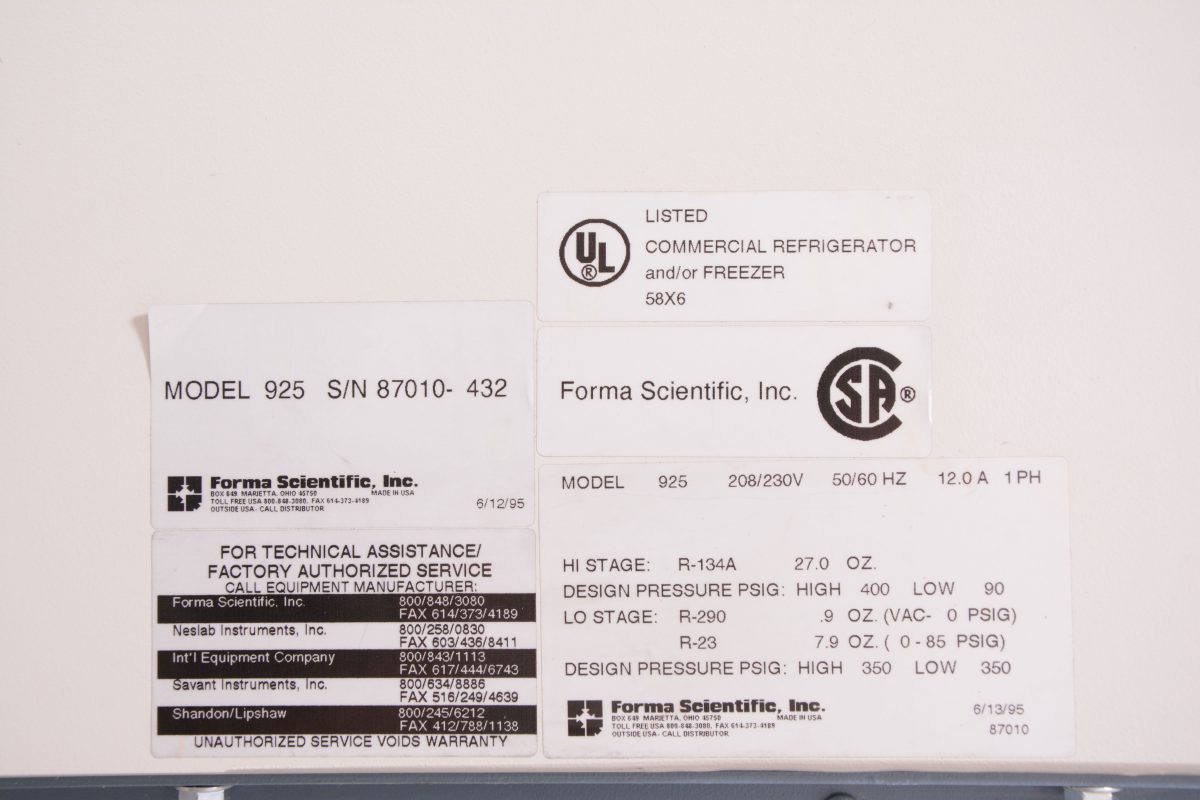 UL®
LISTED
COMMERCIAL REFRIGERATOR
and/or FREEZER
58X6
Forma Scientific, Inc.
CSA ®
MODEL 925 S/N 87010- 432
Forma Scientific, Inc.
BOX 649 MARIETTA, OHIO 45750 MADE IN USA
TOLL FREE USA 800-848-3080, FAX 614-373-4189
OUTSIDE USA- CALL DISTRIBUTOR
6/12/95
FOR TECHNICAL ASSISTANCE/
FACTORY AUTHORIZED SERVICE
CALL EQUIPMENT MANUFACTURER:
Forma Scientific, Inc. 800/848/3080
FAX 614/373/4189
Neslab Instruments, Inc. 800/258/0830
FAX 603/436/8411
Int'l Equipment Company 800/843/1113
FAX 617/444/6743
Savant Instruments, Inc. 800/634/8886
FAX 516/249/4639
Shandon/Lipshaw 800/245/6212
FAX 412/788/1138
UNAUTHORIZED SERVICE VOIDS WARRANTY
MODEL 925 208/230V 50/60 HZ 12.0 A 1 PH
HI STAGE: R-134A 27.0 OZ.
DESIGN PRESSURE PSIG: HIGH 400 LOW 90
LO STAGE: R-290 .9 OZ. (VAC- 0 PSIG)
R-23 7.9 OZ. ( 0-85 PSIG)
DESIGN PRESSURE PSIG: HIGH 350 LOW 350
Forma Scientific, Inc.
BOX 649 MARIETTA, OHIO 45750 MADE IN USA
TOLL FREE USA 800-848-3080, FAX 614-373-4189
OUTSIDE USA- CALL DISTRIBUTOR
6/13/95
87010